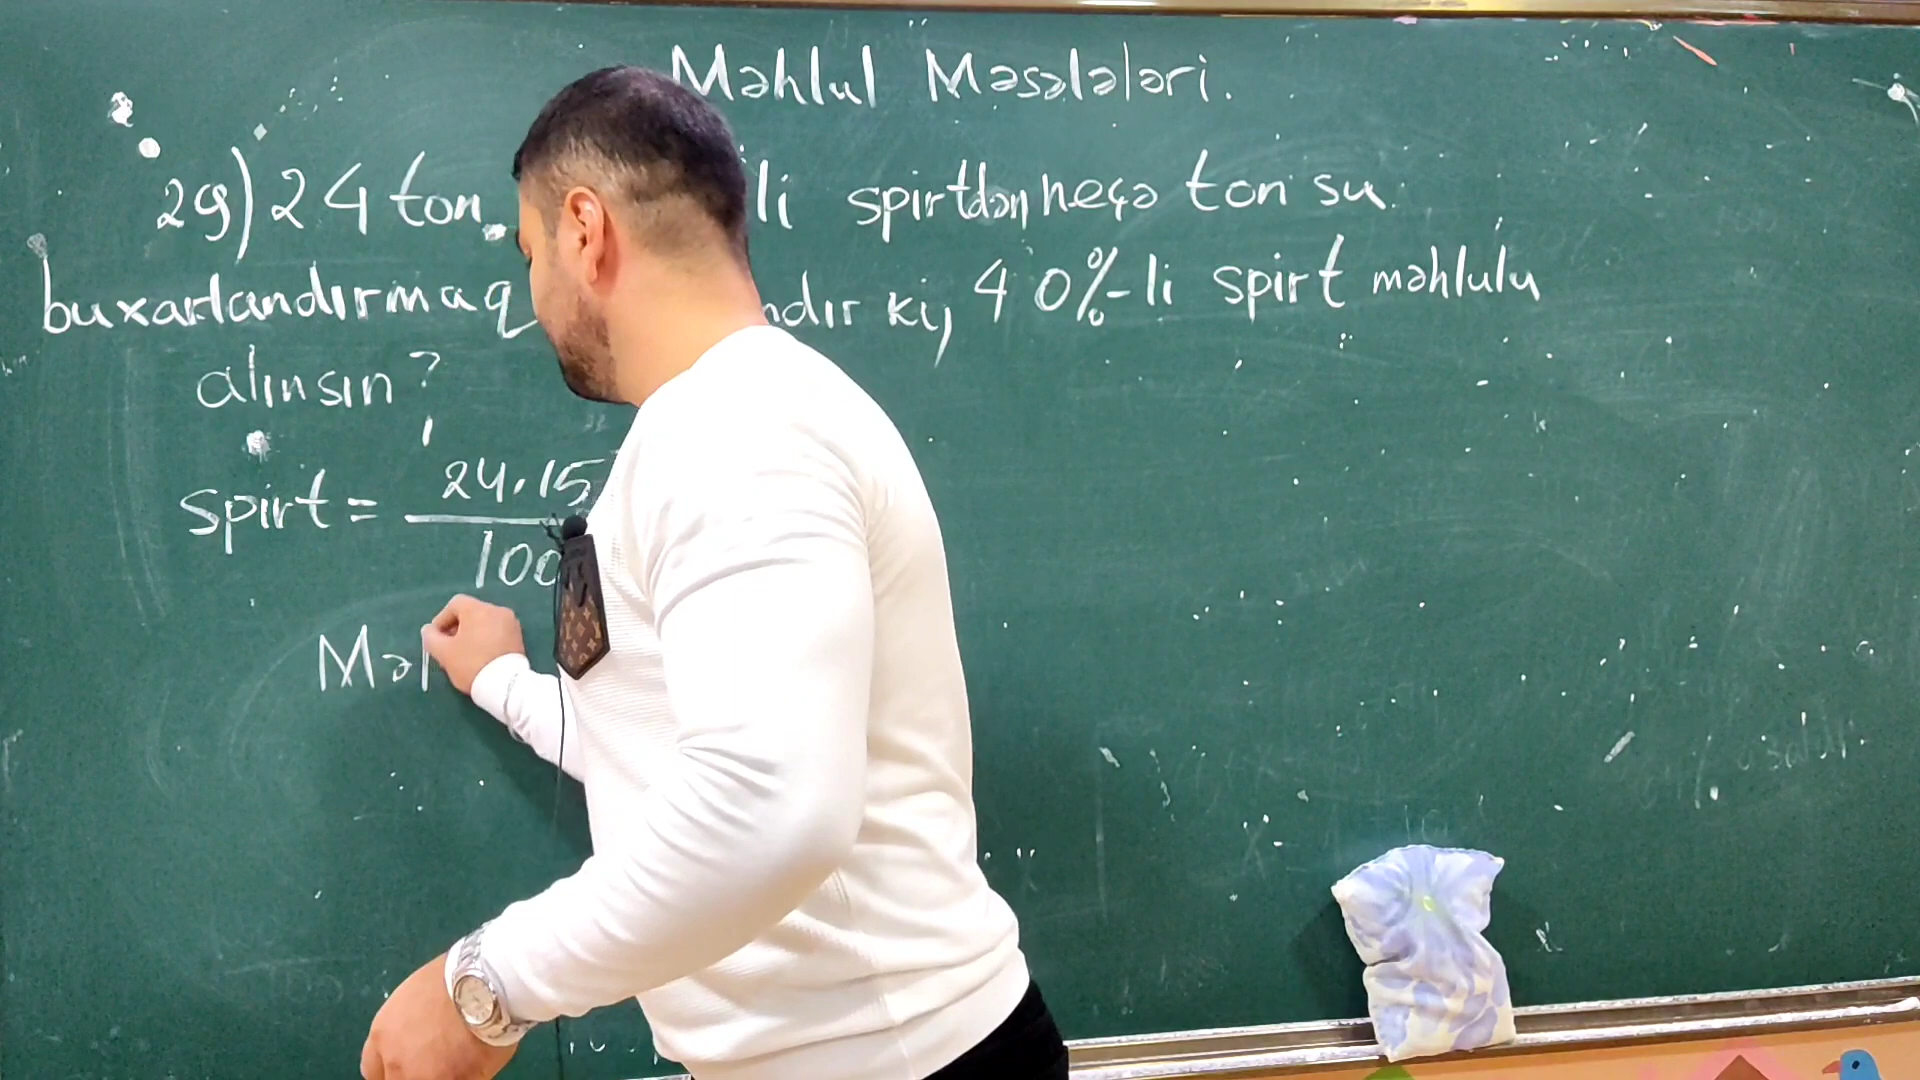 Məhlul Məsələləri.
29) 24 ton li spirtdən neçə ton su
buxarlandırmaq ndır ki, 40%-li spirt məhlulu
alınsın?
spirt = 24.15
100
Məh